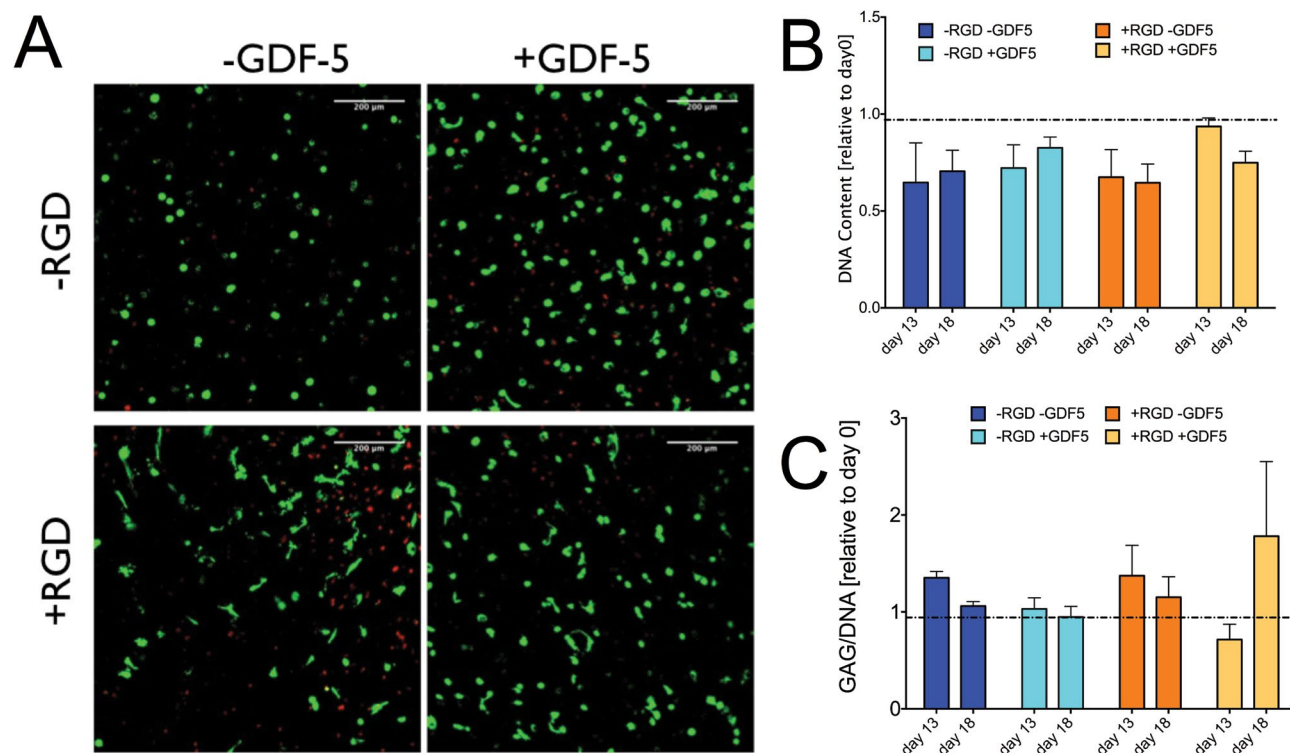 A
-GDF-5
+GDF-5
-RGD
200 µm
200 µm
+RGD
200 µm
200 µm
B
DNA Content [relative to day0]
1.5
1.0
0.5
0.0
-RGD -GDF5
+RGD -GDF5
-RGD +GDF5
+RGD +GDF5
day 13
day 18
day 13
day 18
day 13
day 18
day 13
day 18
C
GAG/DNA [relative to day 0]
3
2
1
0
-RGD -GDF5
+RGD -GDF5
-RGD +GDF5
+RGD +GDF5
day 13
day 18
day 13
day 18
day 13
day 18
day 13
day 18